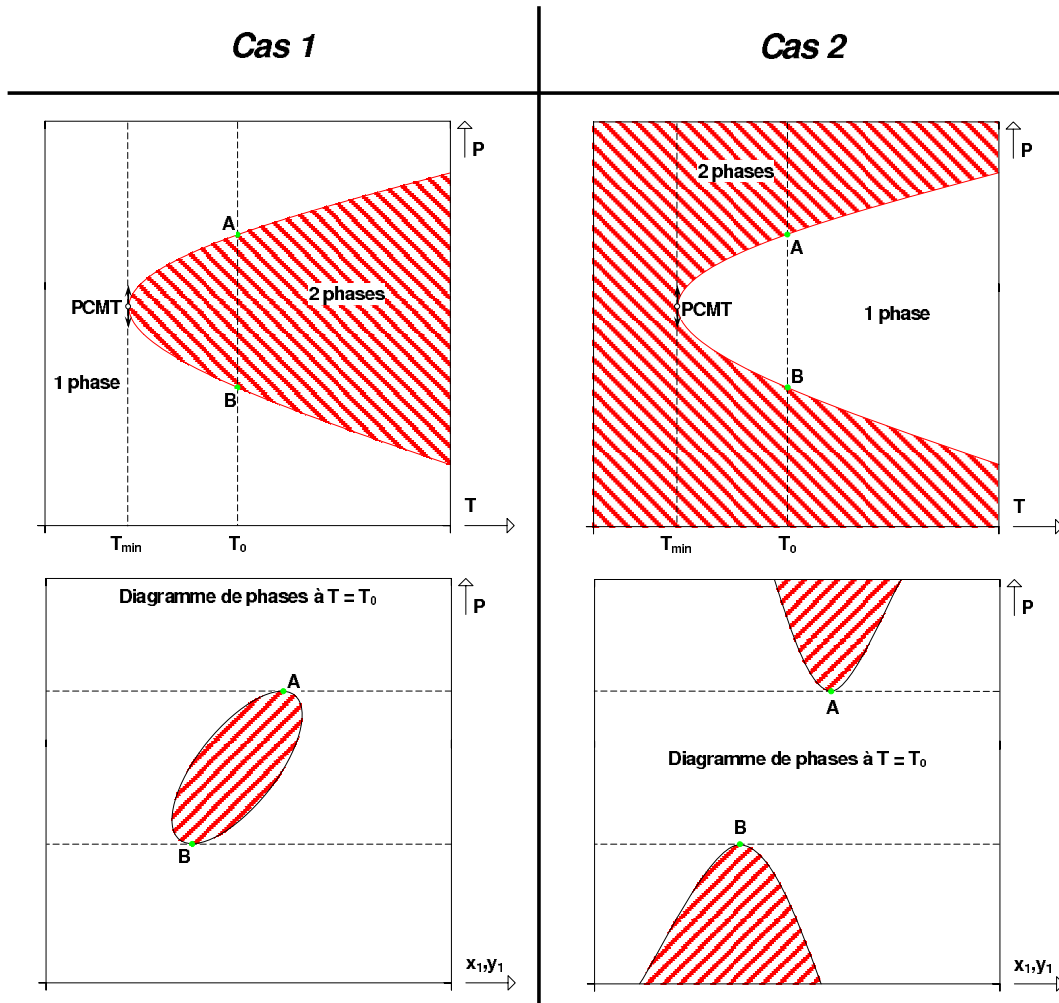 Cas 1
Cas 2
P
A
2 phases
PCMT
1 phase
B
T
Tmin
T0
P
2 phases
A
PCMT
1 phase
B
T
Tmin
T0
Diagramme de phases à T = T0
P
A
B
x1,y1
P
A
Diagramme de phases à T = T0
B
x1,y1